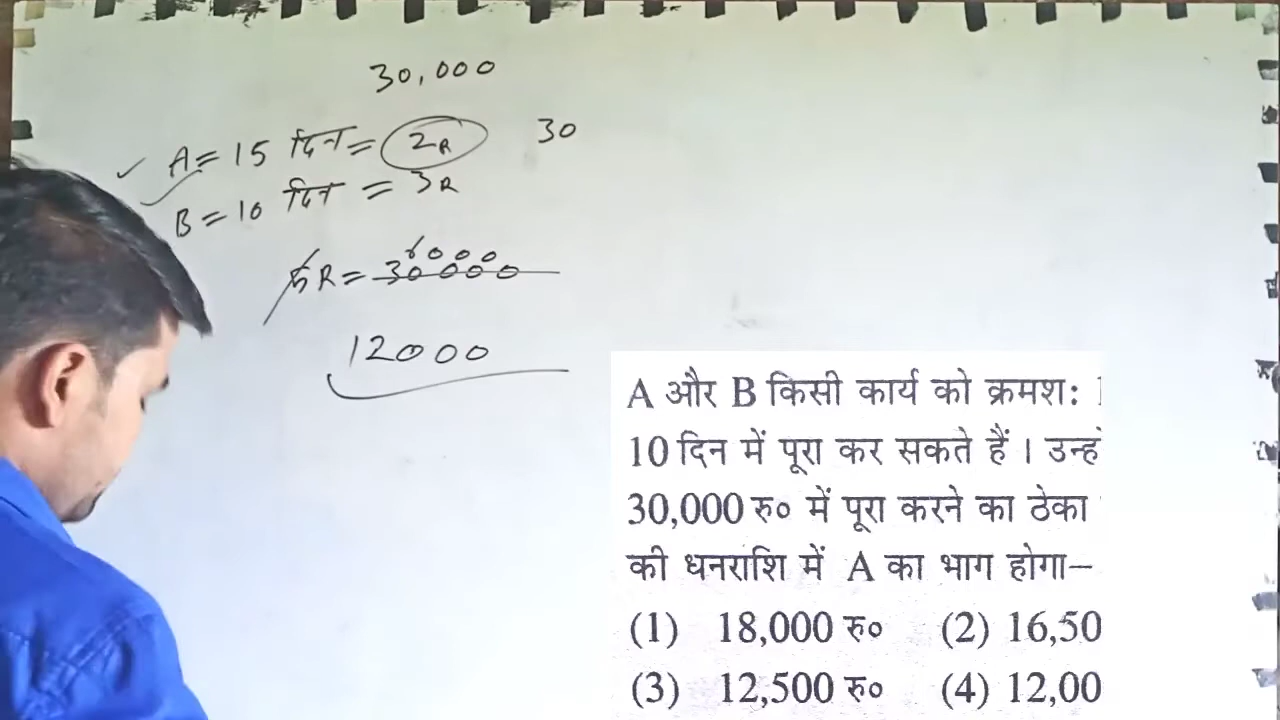 30,000
A = 15 दिन = 2R 30
B = 10 दिन = 3R
5R = 30000
6000
12000
A और B किसी कार्य को क्रमश:
10 दिन में पूरा कर सकते हैं । उन्हो
30,000 रु० में पूरा करने का ठेका
की धनराशि में A का भाग होगा–
(1) 18,000 रु० (2) 16,50
(3) 12,500 रु० (4) 12,00